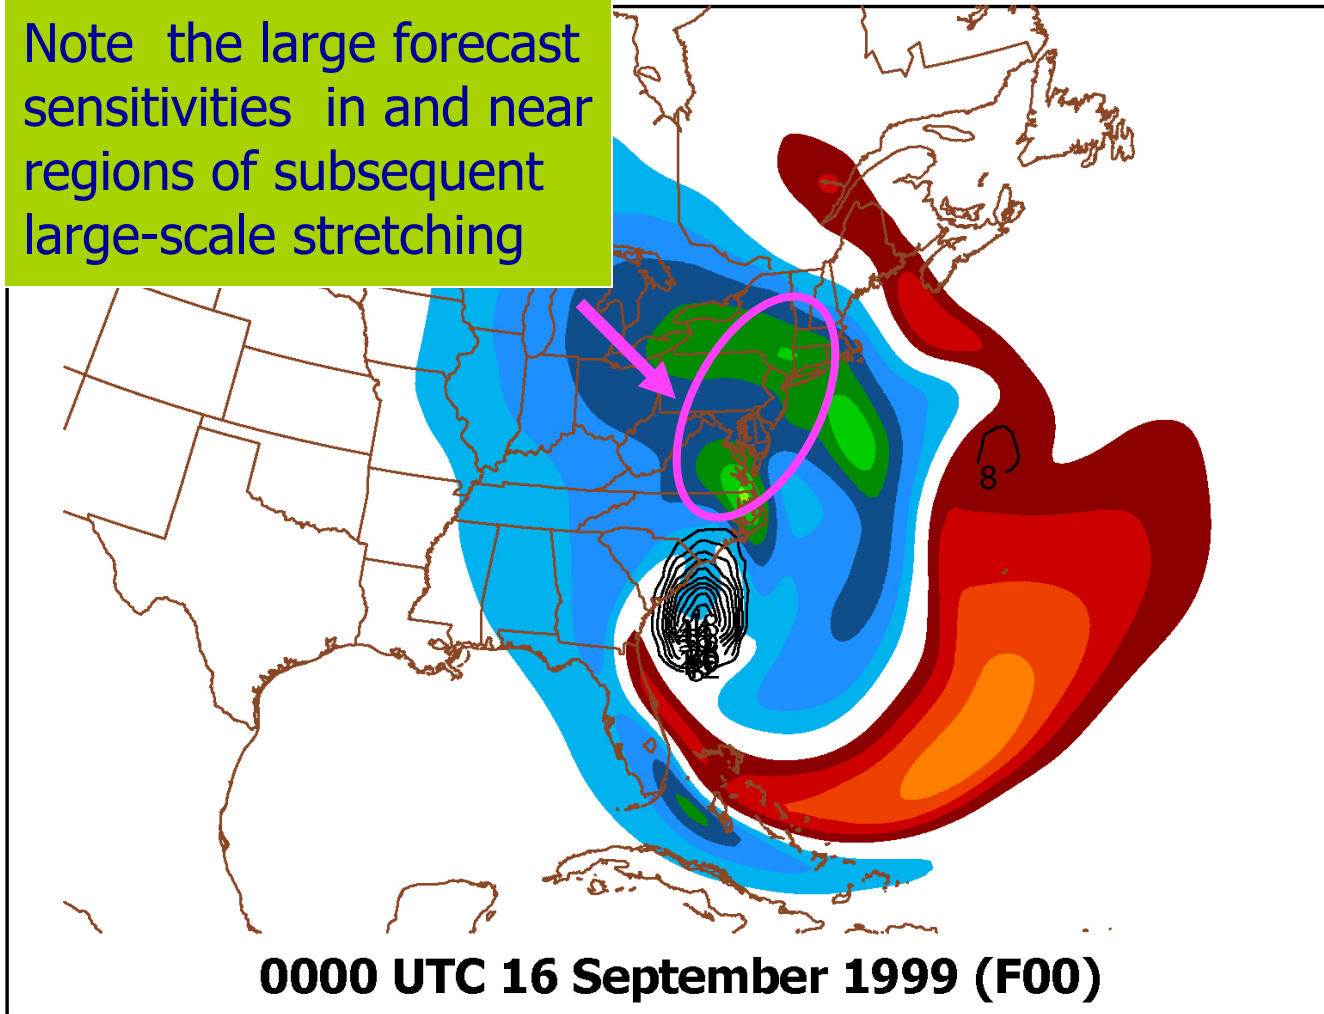 Note the large forecast
sensitivities in and near
regions of subsequent
large-scale stretching
8
0000 UTC 16 September 1999 (F00)